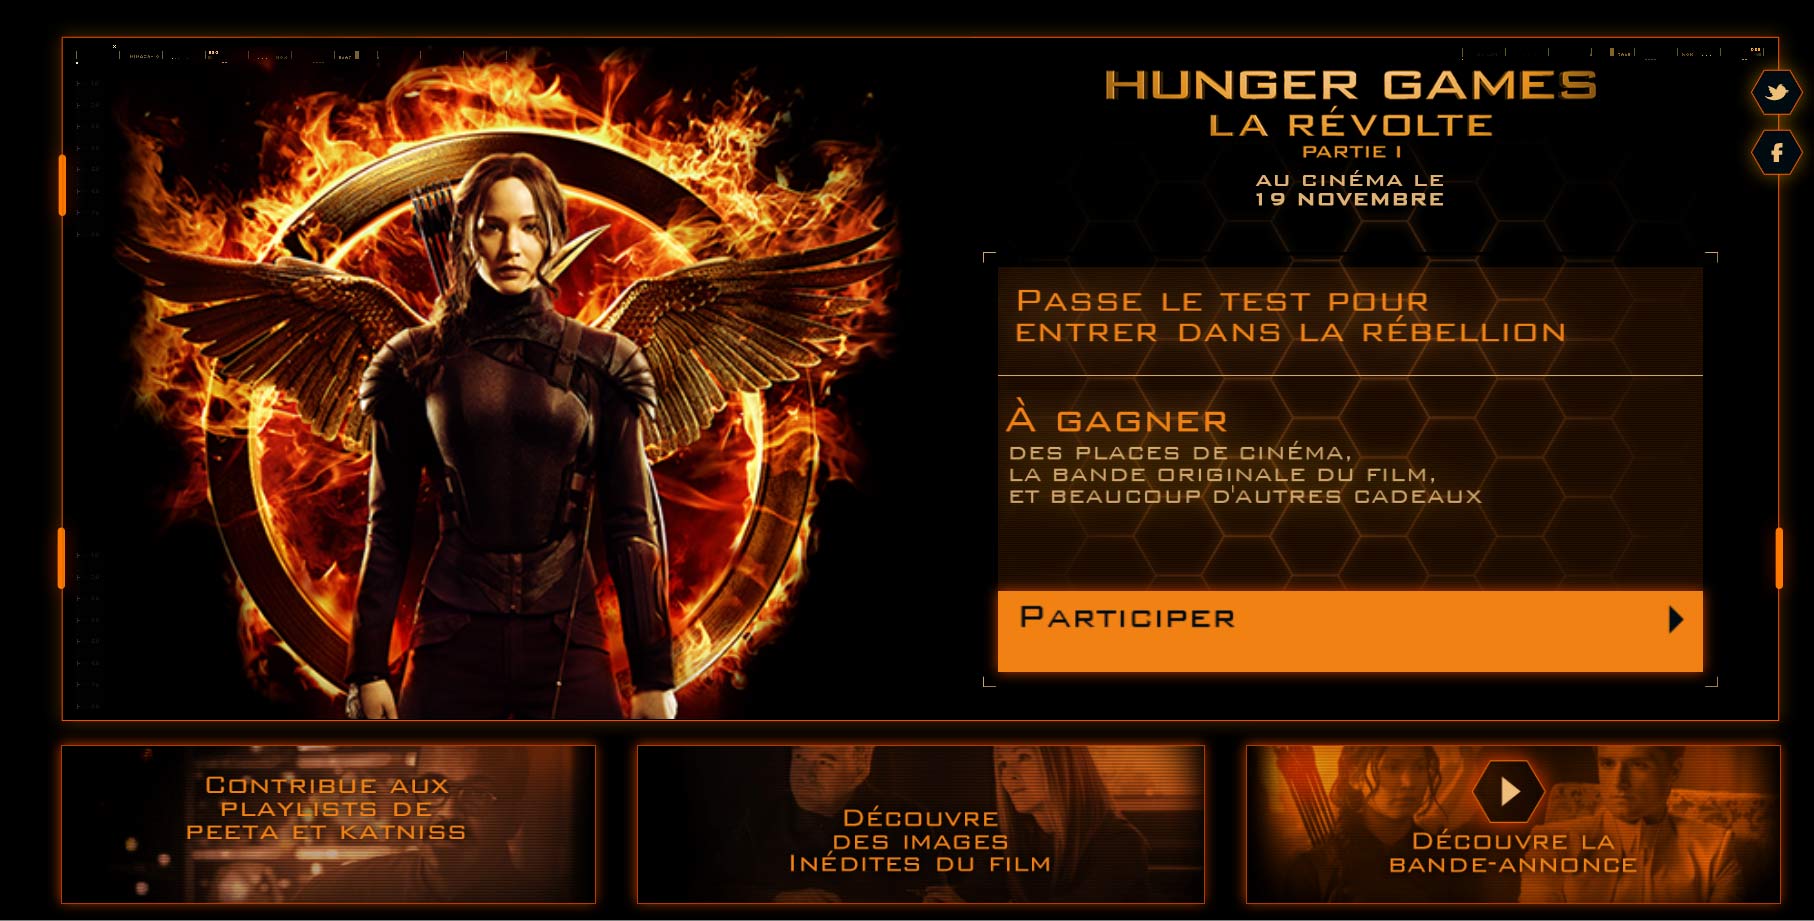 HUNGER GAMES
LA RÉVOLTE
PARTIE I
AU CINÉMA LE
19 NOVEMBRE
PASSE LE TEST POUR
ENTRER DANS LA RÉBELLION
À GAGNER
DES PLACES DE CINÉMA,
LA BANDE ORIGINALE DU FILM,
ET BEAUCOUP D'AUTRES CADEAUX
PARTICIPER
CONTRIBUE AUX
PLAYLISTS DE
PEETA ET KATNISS
DÉCOUVRE
DES IMAGES
INÉDITES DU FILM
DÉCOUVRE LA
BANDE-ANNONCE